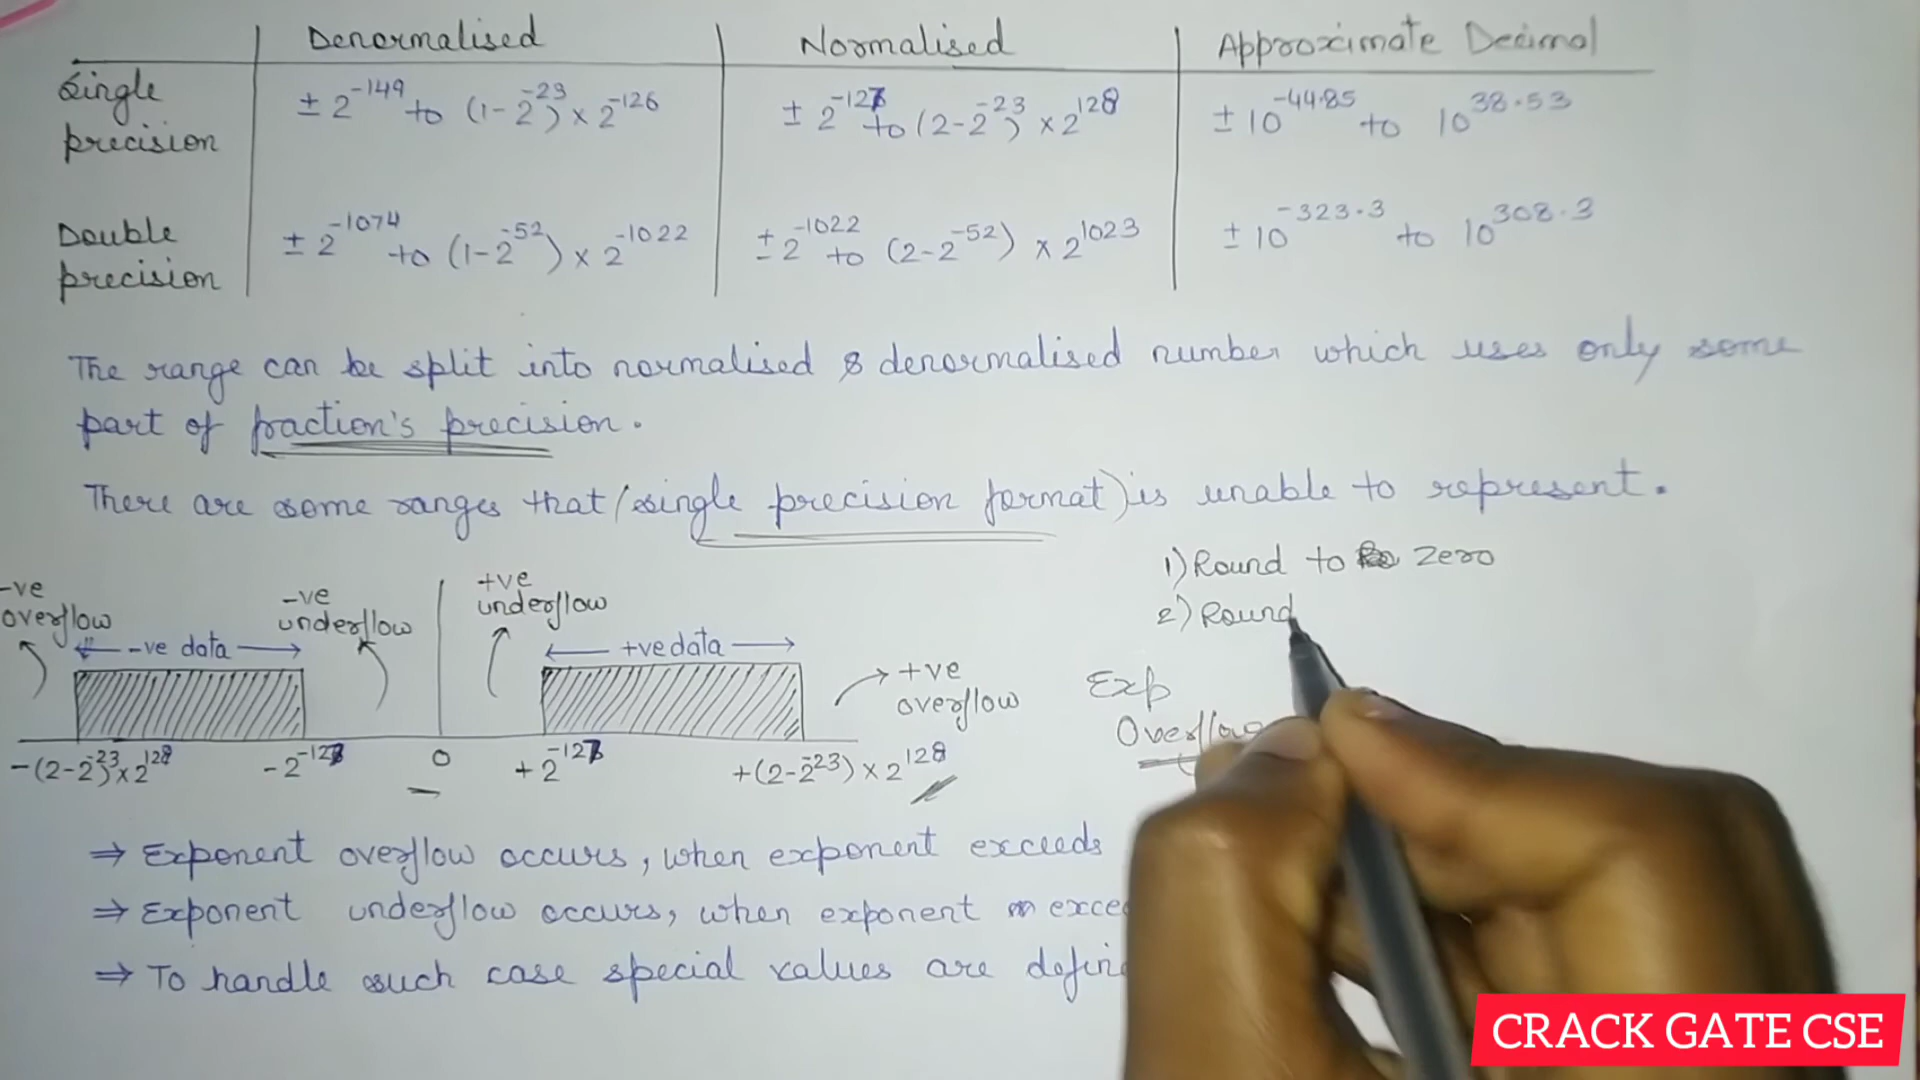 Denormalised Normalised Approximate Decimal
Single precision ± 2^-149 to (1-2^-23) × 2^-126 ± 2^-127 to (2-2^-23) × 2^128 ± 10^-44.85 to 10^38.53
Double precision ± 2^-1074 to (1-2^-52) × 2^-1022 ± 2^-1022 to (2-2^-52) × 2^1023 ± 10^-323.3 to 10^308.3
The range can be split into normalised & denormalised number which uses only some
part of fraction's precision.
There are some ranges that (single precision format) is unable to represent.
1) Round to Zero
2) Round
-ve overflow
-ve underflow
+ve underflow
-ve data
+ve data
+ve overflow
Exp
Overflow
-(2-2^-23) × 2^128 -2^-127 0 +2^-127 +(2-2^-23) × 2^128
⇒ Exponent overflow occurs, when exponent exceeds
⇒ Exponent underflow occurs, when exponent
⇒ To handle such case special values are
CRACK GATE CSE